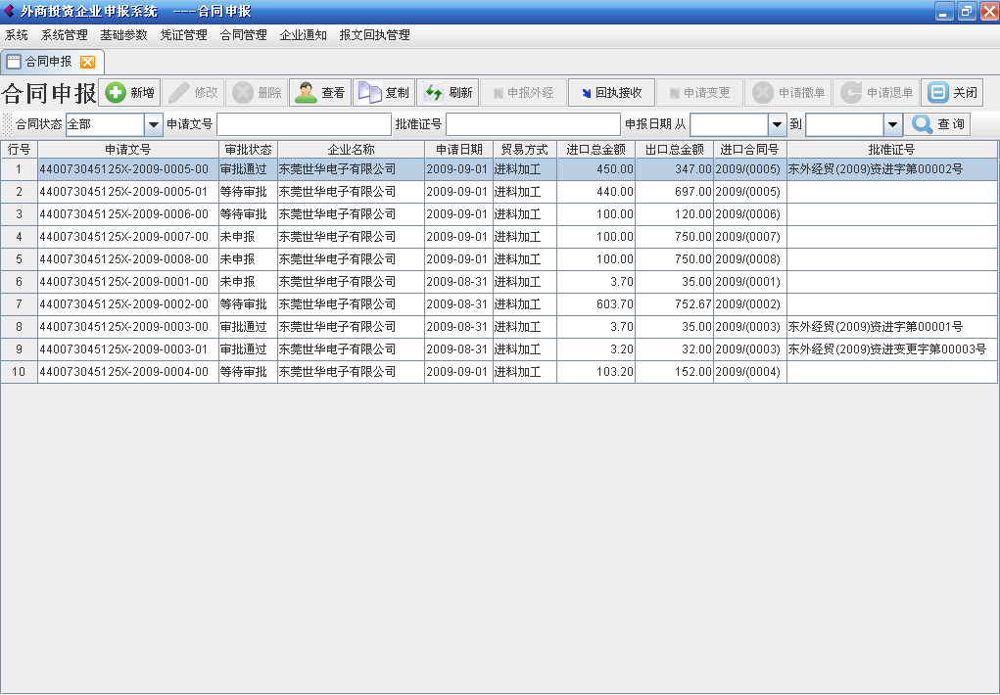 外商投资企业申报系统 ---合同申报
系统 系统管理 基础参数 凭证管理 合同管理 企业通知 报文回执管理
合同申报
合同申报 新增 修改 删除 查看 复制 刷新 申报外经 回执接收 申请变更 申请撤单 申请退单 关闭
合同状态 全部 申请文号 批准证号 申报日期 从 到 查 询
行号 申请文号 审批状态 企业名称 申请日期 贸易方式 进口总金额 出口总金额 进口合同号 批准证号
1 440073045125X-2009-0005-00 审批通过 东莞世华电子有限公司 2009-09-01 进料加工 450.00 347.00 2009/(0005) 东外经贸(2009)资进字第00002号
2 440073045125X-2009-0005-01 等待审批 东莞世华电子有限公司 2009-09-01 进料加工 440.00 697.00 2009/(0005)
3 440073045125X-2009-0006-00 等待审批 东莞世华电子有限公司 2009-09-01 进料加工 100.00 120.00 2009/(0006)
4 440073045125X-2009-0007-00 未申报 东莞世华电子有限公司 2009-09-01 进料加工 100.00 750.00 2009/(0007)
5 440073045125X-2009-0008-00 未申报 东莞世华电子有限公司 2009-09-01 进料加工 100.00 750.00 2009/(0008)
6 440073045125X-2009-0001-00 未申报 东莞世华电子有限公司 2009-08-31 进料加工 3.70 35.00 2009/(0001)
7 440073045125X-2009-0002-00 等待审批 东莞世华电子有限公司 2009-08-31 进料加工 603.70 752.67 2009/(0002)
8 440073045125X-2009-0003-00 审批通过 东莞世华电子有限公司 2009-08-31 进料加工 3.70 35.00 2009/(0003) 东外经贸(2009)资进字第00001号
9 440073045125X-2009-0003-01 审批通过 东莞世华电子有限公司 2009-08-31 进料加工 3.20 32.00 2009/(0003) 东外经贸(2009)资进变更字第00003号
10 440073045125X-2009-0004-00 等待审批 东莞世华电子有限公司 2009-09-01 进料加工 103.20 152.00 2009/(0004)